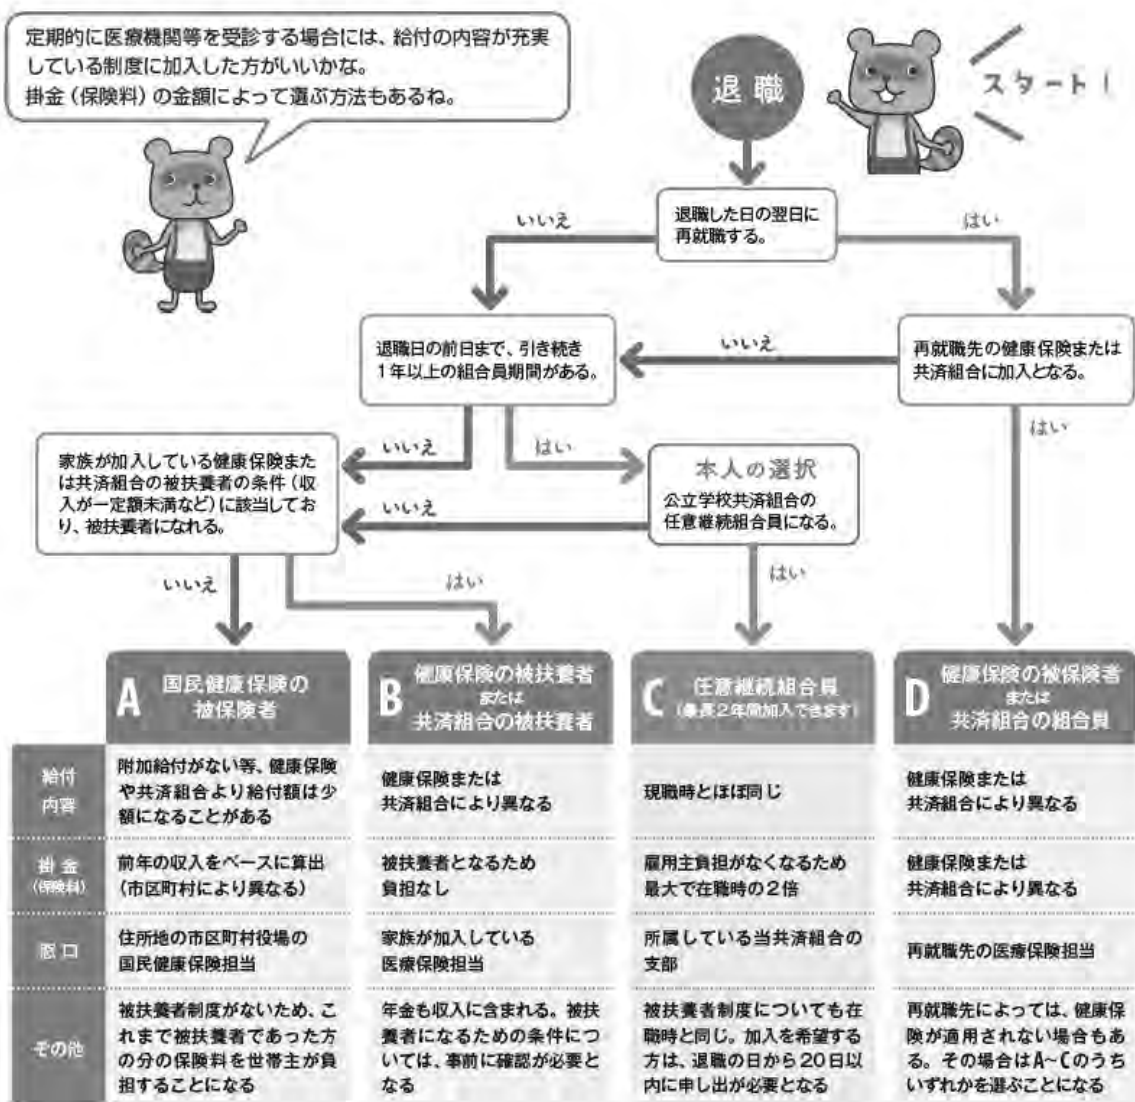 定期的に医療機関等を受診する場合には、給付の内容が充実
している制度に加入した方がいいかな。
掛金（保険料）の金額によって選ぶ方法もあるね。
退職
スタート！
退職した日の翌日に
再就職する。
いいえ
はい
退職日の前日まで、引き続き
1年以上の組合員期間がある。
いいえ
再就職先の健康保険または
共済組合に加入となる。
はい
家族が加入している健康保険また
は共済組合の被扶養者の条件（収
入が一定額未満など）に該当してお
り、被扶養者になれる。
いいえ
はい
いいえ
本人の選択
公立学校共済組合の
任意継続組合員になる。
いいえ
はい
はい
A 国民健康保険の
被保険者
B 健康保険の被扶養者
または
共済組合の被扶養者
C 任意継続組合員
（最長2年間加入できます）
D 健康保険の被保険者
または
共済組合の組合員
給付
内容
附加給付がない等、健康保険
や共済組合より給付額は少
額になることがある
健康保険または
共済組合により異なる
現職時とほぼ同じ
健康保険または
共済組合により異なる
掛金
（保険料）
前年の収入をベースに算出
（市区町村により異なる）
被扶養者となるため
負担なし
雇用主負担がなくなるため
最大で在職時の2倍
健康保険または
共済組合により異なる
窓口
住所地の市区町村役場の
国民健康保険担当
家族が加入している
医療保険担当
所属している当共済組合の
支部
再就職先の医療保険担当
その他
被扶養者制度がないため、こ
れまで被扶養者であった方
の分の保険料を世帯主が負
担することになる
年金も収入に含まれる。被扶
養者になるための条件につ
いては、事前に確認が必要と
なる
被扶養者制度についても在
職時と同じ。加入を希望する
方は、退職の日から20日以
内に申し出が必要となる
再就職先によっては、健康保
険が適用されない場合もあ
る。その場合はA～Cのうち
いずれかを選ぶことになる